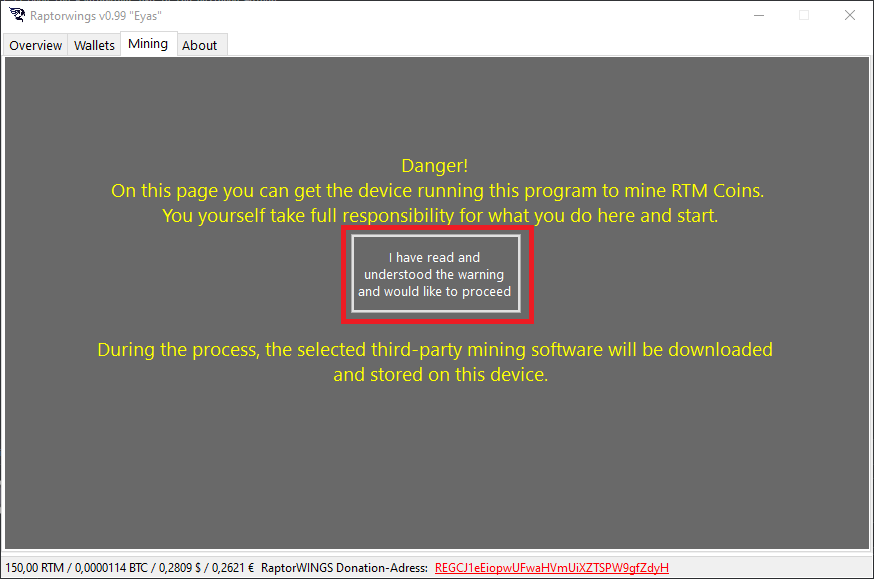 Raptorwings v0.99 "Eyas"
Overview Wallets Mining About
Danger!
On this page you can get the device running this program to mine RTM Coins.
You yourself take full responsibility for what you do here and start.
I have read and
understood the warning
and would like to proceed
During the process, the selected third-party mining software will be downloaded
and stored on this device.
150,00 RTM / 0,0000114 BTC / 0,2809 $ / 0,2621 € RaptorWINGS Donation-Adress: REGCJ1eEiopwUFwaHVmUiXZTSPW9gfZdyH